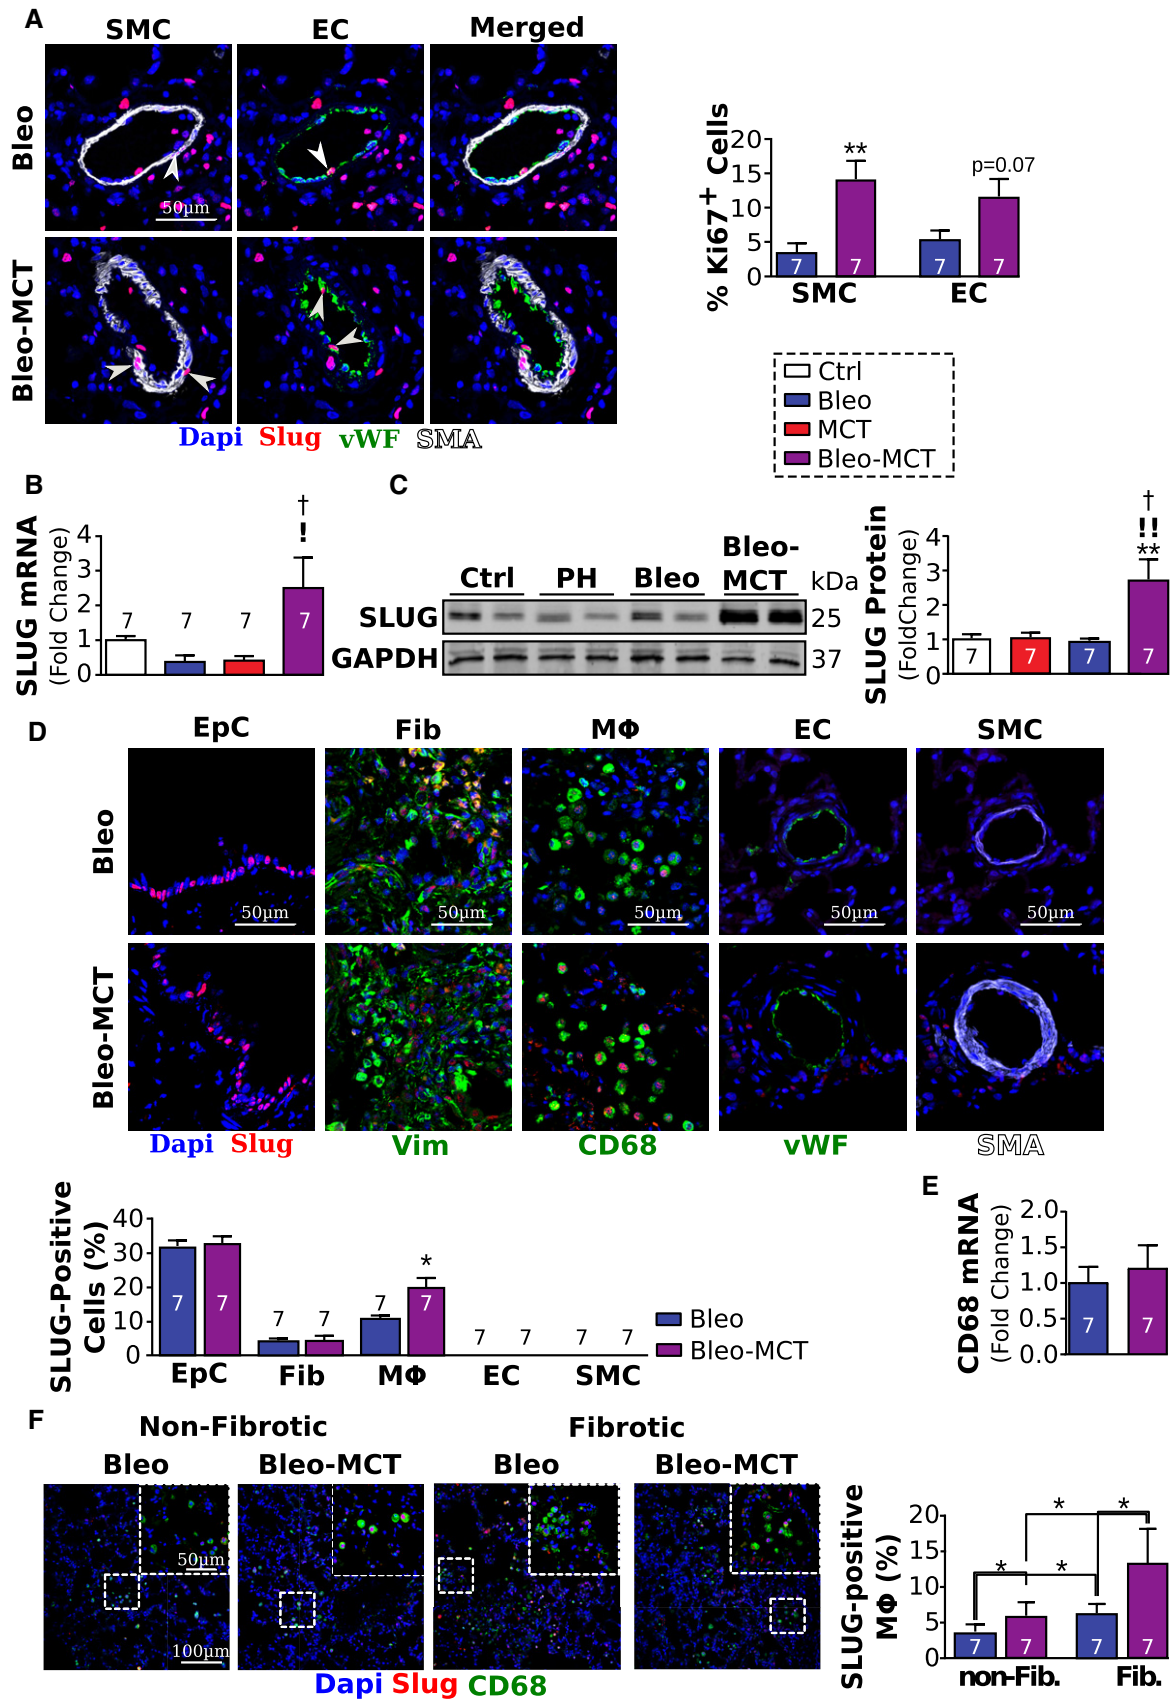 A
SMC EC Merged
Bleo
50µm
Bleo-MCT
Dapi Slug vWF SMA
% Ki67+ Cells
20
15
10
5
0
** p=0.07
7 7 7 7
SMC EC
Ctrl
Bleo
MCT
Bleo-MCT
B
SLUG mRNA
(Fold Change)
4
3
2
1
0
†
!
7 7 7 7
C
Ctrl PH Bleo Bleo-
MCT kDa
SLUG 25
GAPDH 37
SLUG Protein
(FoldChange)
4
3
2
1
0
†
!!
**
7 7 7 7
D
EpC Fib MΦ EC SMC
Bleo
50µm 50µm 50µm 50µm 50µm
Bleo-MCT
Dapi Slug Vim CD68 vWF SMA
SLUG-Positive
Cells (%)
40
30
20
10
0
*
7 7 7 7 7 7 7 7 7 7
EpC Fib MΦ EC SMC
Bleo
Bleo-MCT
E
CD68 mRNA
(Fold Change)
2.0
1.5
1.0
0.5
0.0
7 7
F
Non-Fibrotic Fibrotic
Bleo Bleo-MCT Bleo Bleo-MCT
50µm
100µm
Dapi Slug CD68
SLUG-positive
MΦ (%)
20
15
10
5
0
* *
* *
7 7 7 7
non-Fib. Fib.